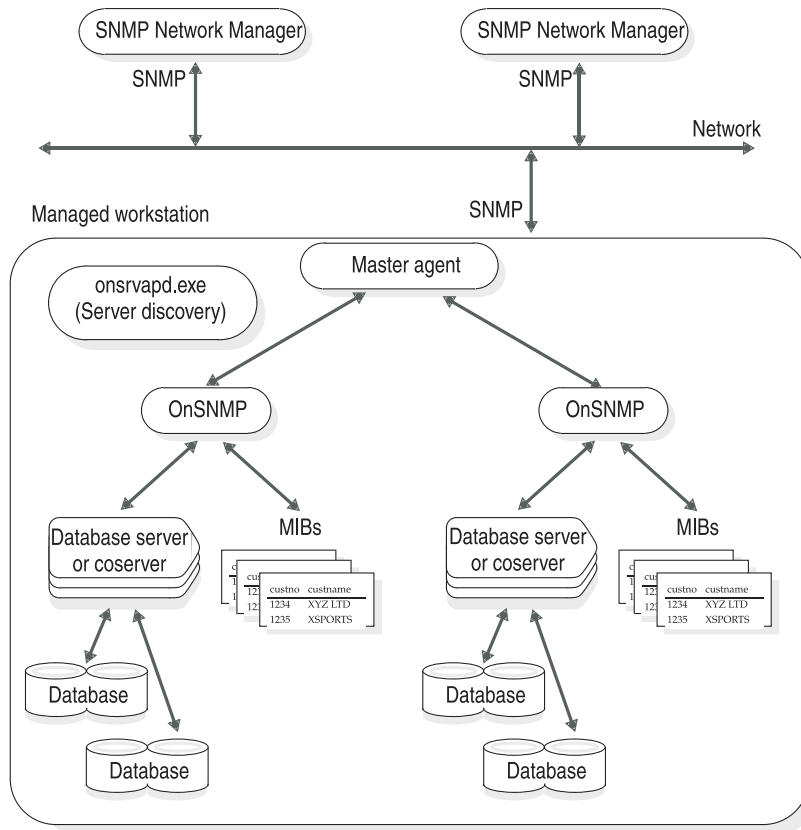 SNMP Network Manager
SNMP Network Manager
SNMP
SNMP
Network
SNMP
Managed workstation
Master agent
onsrvapd.exe
(Server discovery)
OnSNMP
OnSNMP
Database server
or coserver
MIBs
custno custname
1234 XYZ LTD
1235 XSPORTS
Database
Database
Database server
or coserver
MIBs
custno custname
1234 XYZ LTD
1235 XSPORTS
Database
Database